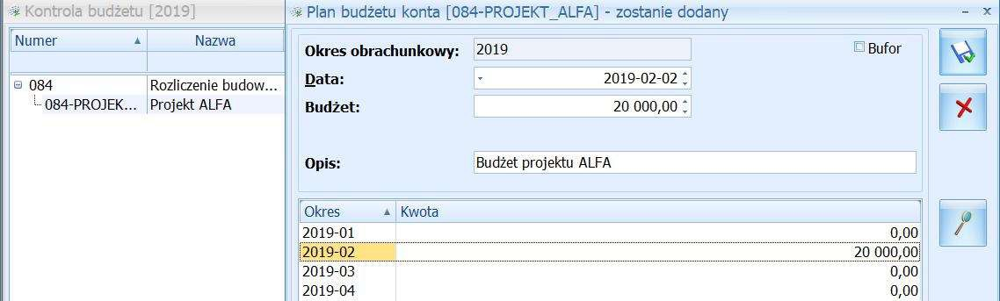 Kontrola budżetu [2019]
Numer Nazwa
084 Rozliczenie budow...
084-PROJEK... Projekt ALFA
Plan budżetu konta [084-PROJEKT_ALFA] - zostanie dodany
Okres obrachunkowy: 2019 Bufor
Data: 2019-02-02
Budżet: 20 000,00
Opis: Budżet projektu ALFA
Okres Kwota
2019-01 0,00
2019-02 20 000,00
2019-03 0,00
2019-04 0,00